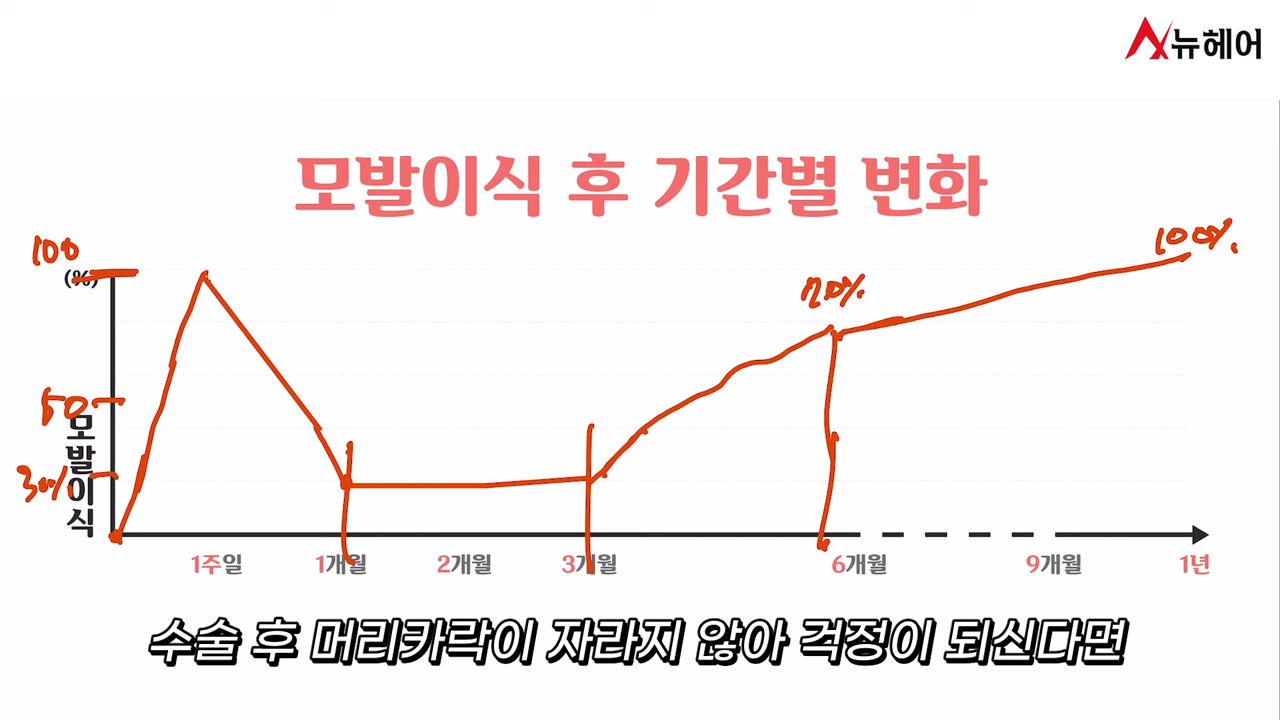 뉴헤어
모발이식 후 기간별 변화
100
(%)
100%
70%
50
30%
모발이식
1주일 1개월 2개월 3개월 6개월 9개월 1년
수술 후 머리카락이 자라지 않아 걱정이 되신다면